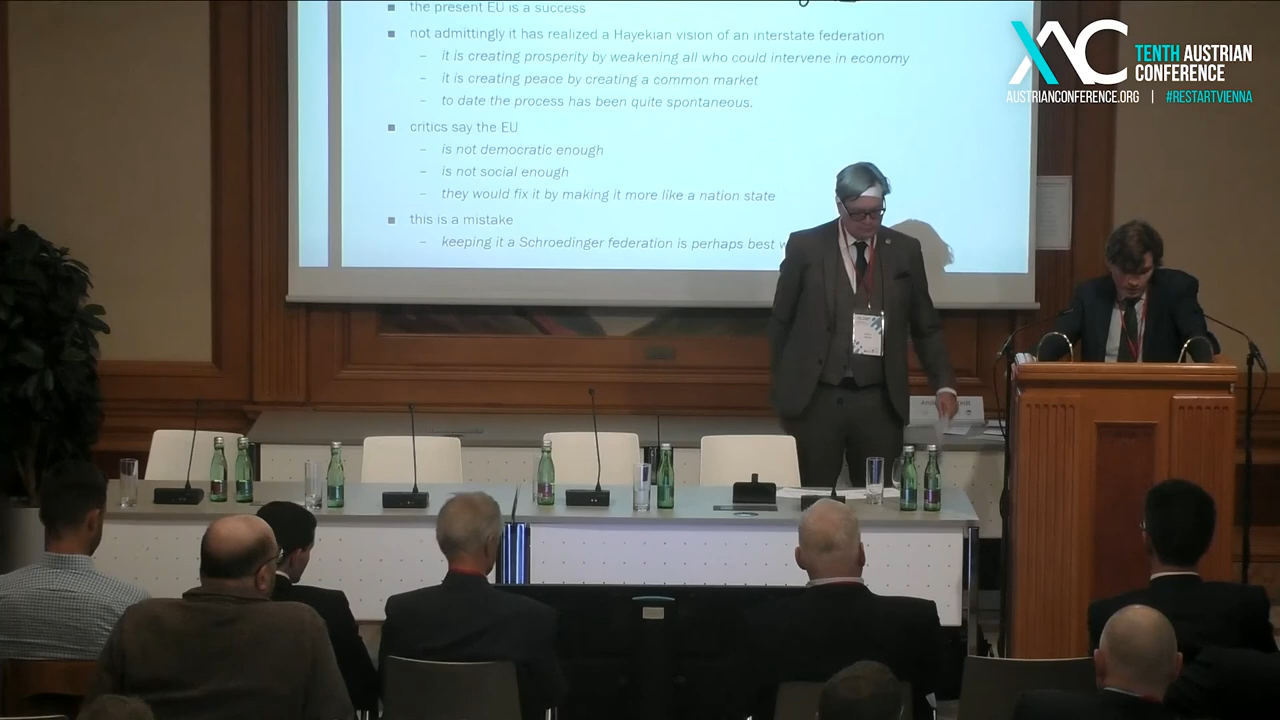 the present EU is a success
not admittingly it has realized a Hayekian vision of an interstate federation
– it is creating prosperity by weakening all who could intervene in economy
– it is creating peace by creating a common market
– to date the process has been quite spontaneous.
critics say the EU
– is not democratic enough
– is not social enough
– they would fix it by making it more like a nation state
this is a mistake
– keeping it a Schroedinger federation is perhaps best
XAC
TENTH AUSTRIAN
CONFERENCE
AUSTRIANCONFERENCE.ORG | #RESTARTVIENNA